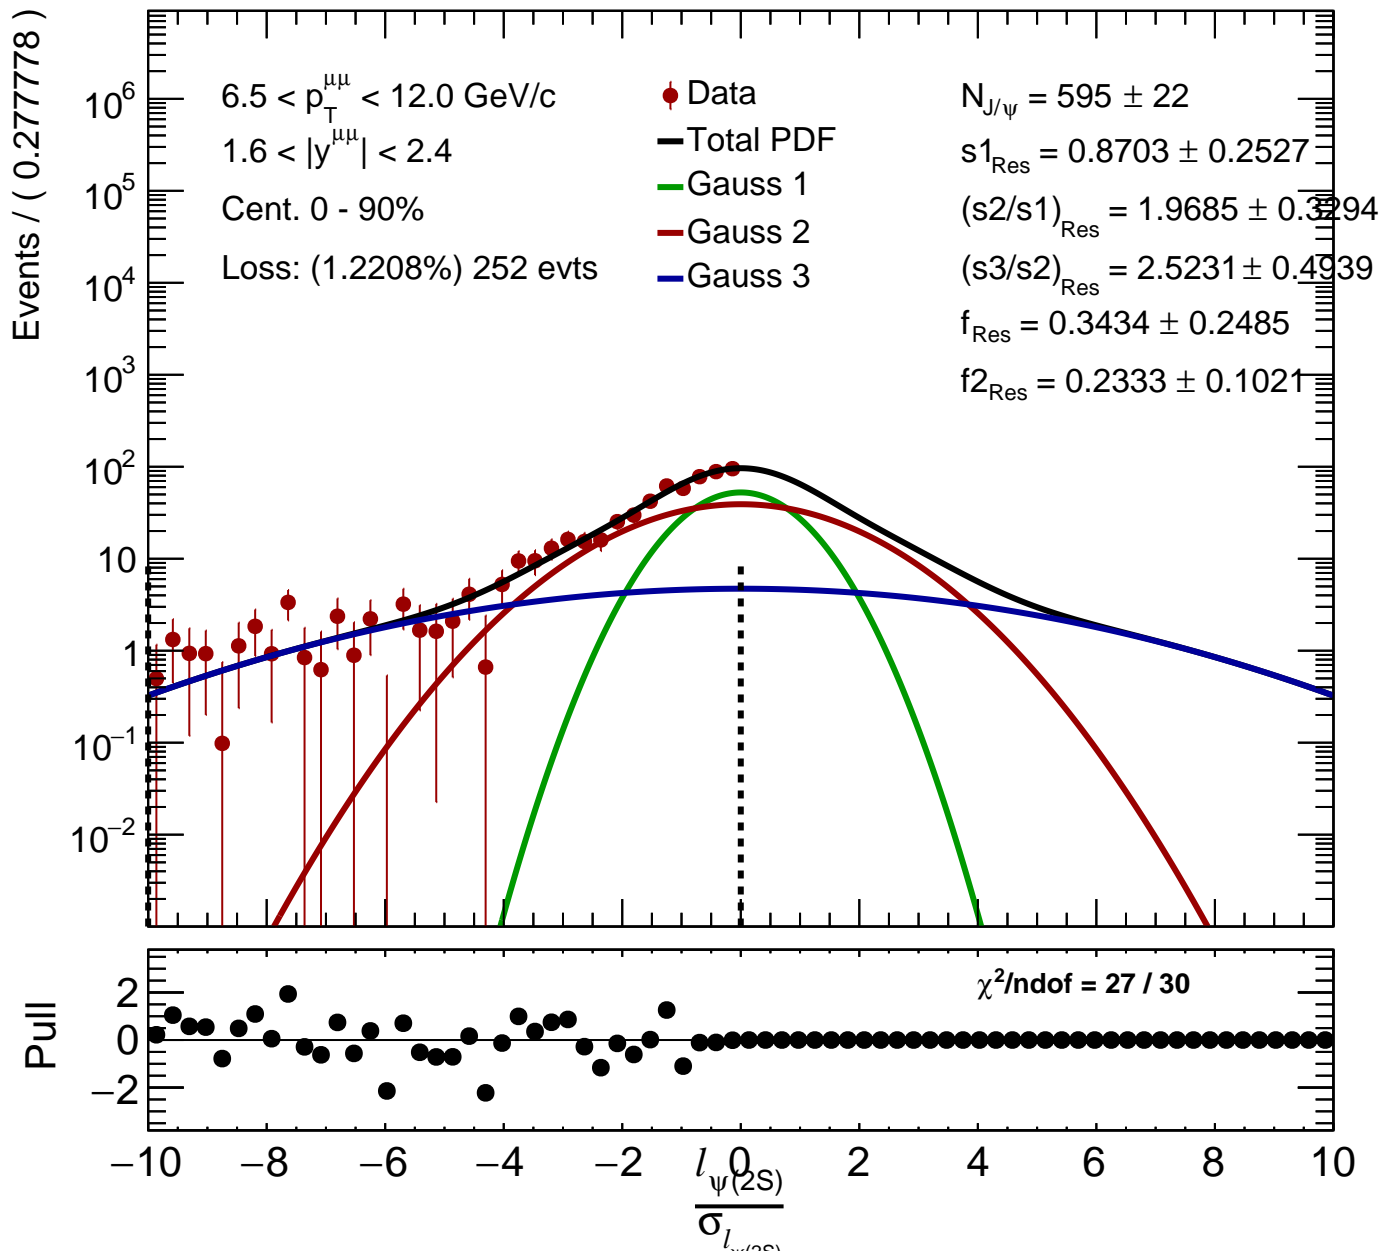 Events / ( 0.277778 )
10^6
10^5
10^4
10^3
10^2
10
1
10^−1
10^−2
6.5 < p_T^μμ < 12.0 GeV/c
1.6 < |y^μμ| < 2.4
Cent. 0 - 90%
Loss: (1.2208%) 252 evts
Data
Total PDF
Gauss 1
Gauss 2
Gauss 3
N_J/ψ = 595 ± 22
s1_Res = 0.8703 ± 0.2527
(s2/s1)_Res = 1.9685 ± 0.3294
(s3/s2)_Res = 2.5231 ± 0.4939
f_Res = 0.3434 ± 0.2485
f2_Res = 0.2333 ± 0.1021
Pull
2
0
−2
χ²/ndof = 27 / 30
−10 −8 −6 −4 −2 0 2 4 6 8 10
l_ψ(2S)
σ_l_ψ(2S)